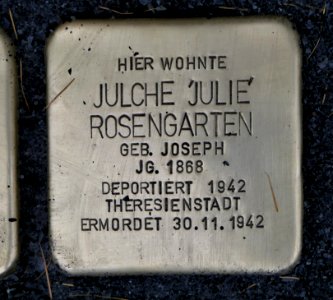 HIER WOHNTE
JULCHE 'JULIE'
ROSENGARTEN
GEB. JOSEPH
JG. 1868
DEPORTIERT 1942
THERESIENSTADT
ERMORDET 30.11.1942